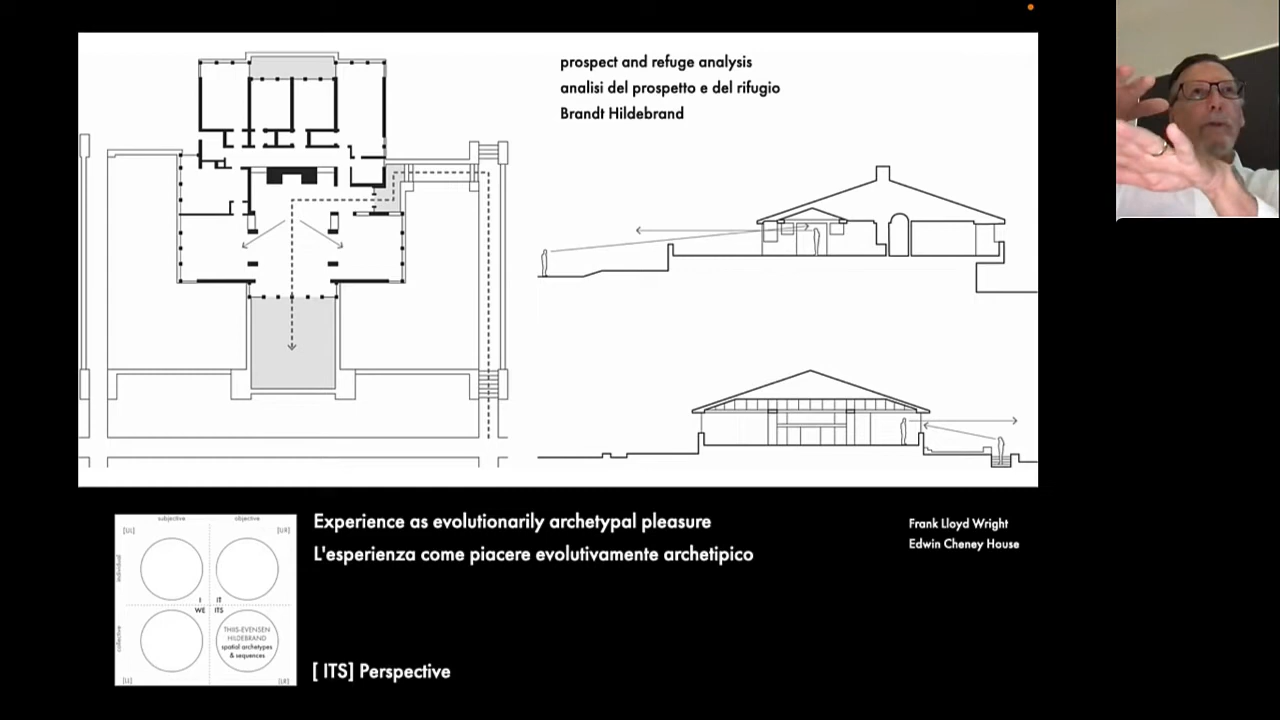 prospect and refuge analysis
analisi del prospetto e del rifugio
Brandt Hildebrand
Experience as evolutionarily archetypal pleasure
L'esperienza come piacere evolutivamente archetipico
Frank Lloyd Wright
Edwin Cheney House
subjective objective
[UL] [UR]
individual
I IT
WE ITS
collective
THIIS-EVENSEN
HILDEBRAND
spatial archetypes
& sequences
[LL] [LR]
[ ITS] Perspective